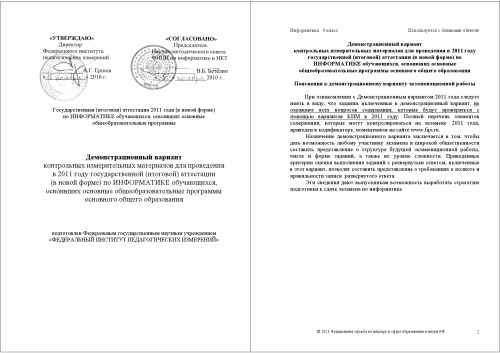 «УТВЕРЖДАЮ»
Директор
Федерального института
педагогических измерений
А.Г. Ершов
2010 г.
«СОГЛАСОВАНО»
Председатель
Научно-методического совета
ФИПИ по информатике и ИКТ
В.Б. Бетелин
2010 г.
Государственная (итоговая) аттестация 2011 года (в новой форме)
по ИНФОРМАТИКЕ обучающихся, освоивших основные
общеобразовательные программы
Демонстрационный вариант
контрольных измерительных материалов для проведения
в 2011 году государственной (итоговой) аттестации
(в новой форме) по ИНФОРМАТИКЕ обучающихся,
освоивших основные общеобразовательные программы
основного общего образования
подготовлен Федеральным государственным научным учреждением
«ФЕДЕРАЛЬНЫЙ ИНСТИТУТ ПЕДАГОГИЧЕСКИХ ИЗМЕРЕНИЙ»
Информатика 9 класс
Используется с бланками ответов
Демонстрационный вариант
контрольных измерительных материалов для проведения в 2011 году
государственной (итоговой) аттестации (в новой форме) по
ИНФОРМАТИКЕ обучающихся, освоивших основные
общеобразовательные программы основного общего образования
Пояснения к демонстрационному варианту экзаменационной работы
При ознакомлении с Демонстрационным вариантом 2011 года следует
иметь в виду, что задания, включенные в демонстрационный вариант, не
отражают всех вопросов содержания, которые будут проверяться с
помощью вариантов КИМ в 2011 году. Полный перечень элементов
содержания, которые могут контролироваться на экзамене 2011 года,
приведен в кодификаторе, помещенном на сайте www.fipi.ru.
Назначение демонстрационного варианта заключается в том, чтобы
дать возможность любому участнику экзамена и широкой общественности
составить представление о структуре будущей экзаменационной работы,
числе и форме заданий, а также их уровне сложности. Приведенные
критерии оценки выполнения заданий с развернутым ответом, включенные
в этот вариант, позволят составить представление о требованиях к полноте и
правильности записи развернутого ответа.
Эти сведения дают выпускникам возможность выработать стратегию
подготовки к сдаче экзамена по информатике.
© 2011 Федеральная служба по надзору в сфере образования и науки РФ
2